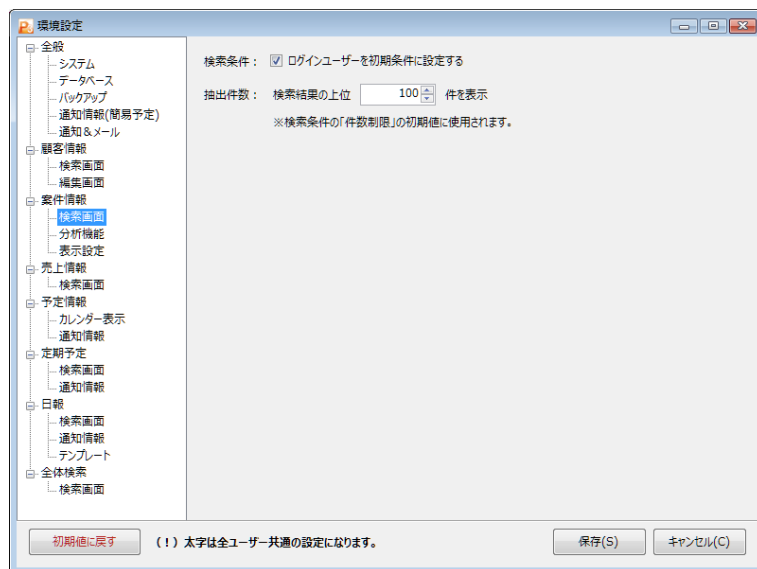 環境設定
全般
システム
データベース
バックアップ
通知情報(簡易予定)
通知&メール
顧客情報
検索画面
編集画面
案件情報
検索画面
分析機能
表示設定
売上情報
検索画面
予定情報
カレンダー表示
通知情報
定期予定
検索画面
通知情報
日報
検索画面
通知情報
テンプレート
全体検索
検索画面
検索条件： ログインユーザーを初期条件に設定する
抽出件数： 検索結果の上位 100 件を表示
※検索条件の「件数制限」の初期値に使用されます。
初期値に戻す (！) 太字は全ユーザー共通の設定になります。 保存(S) キャンセル(C)